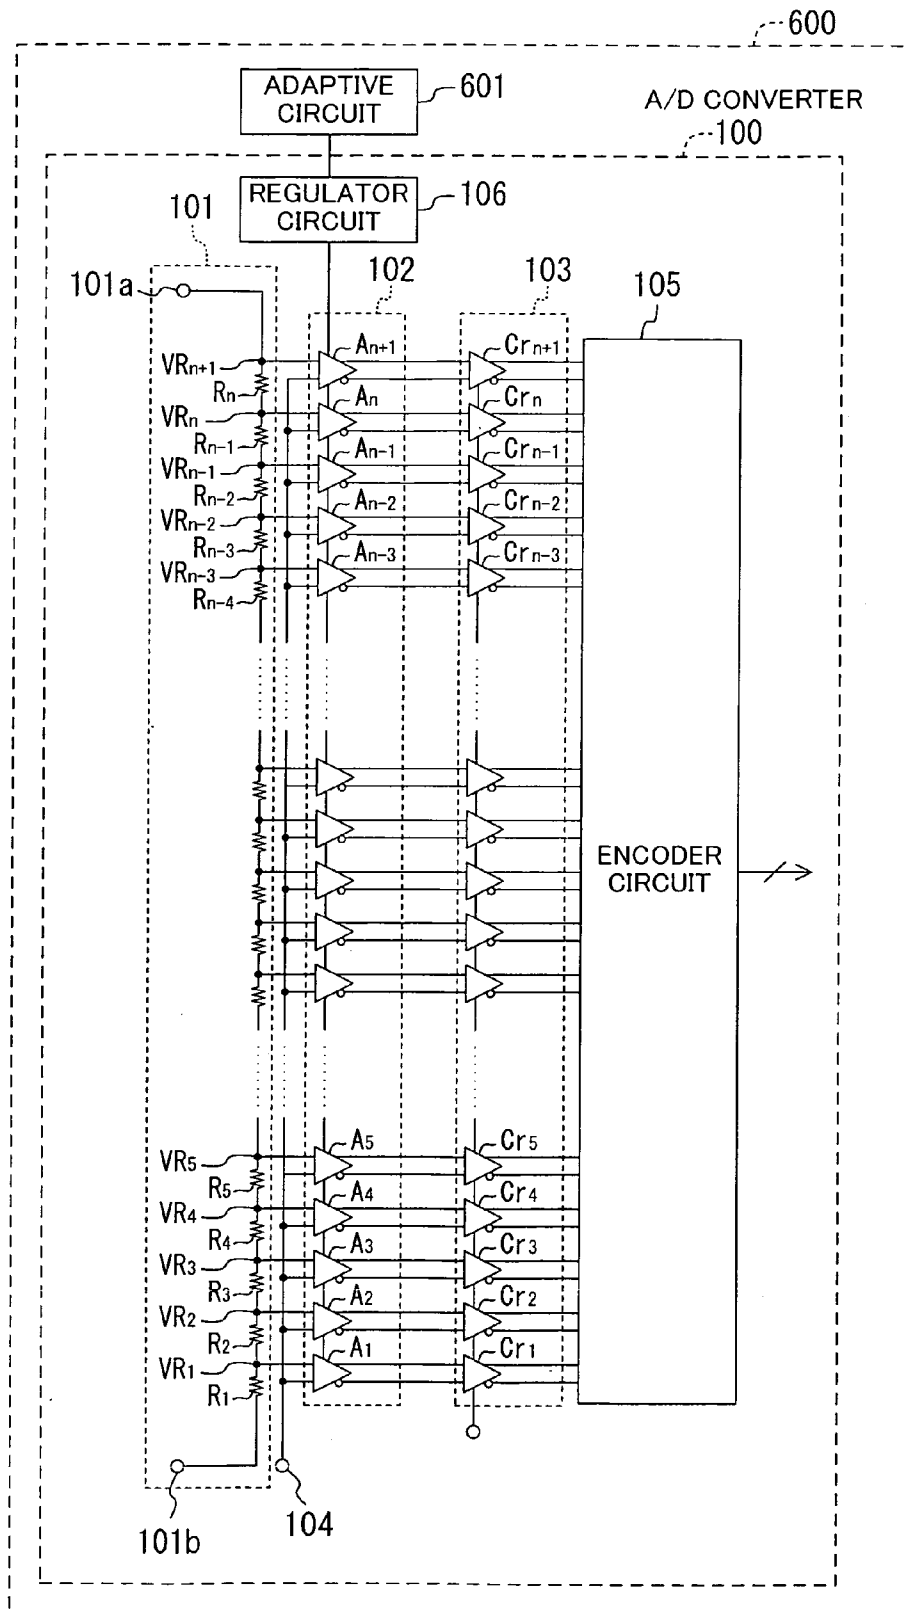 600
ADAPTIVE
CIRCUIT
601
A/D CONVERTER
100
REGULATOR
CIRCUIT
106
101
101a
102
103
105
VRn+1
An+1
Crn+1
Rn
VRn
An
Crn
Rn-1
VRn-1
An-1
Crn-1
Rn-2
VRn-2
An-2
Crn-2
Rn-3
VRn-3
An-3
Crn-3
Rn-4
ENCODER
CIRCUIT
VR5
A5
Cr5
R5
VR4
A4
Cr4
R4
VR3
A3
Cr3
R3
VR2
A2
Cr2
R2
VR1
A1
Cr1
R1
101b
104